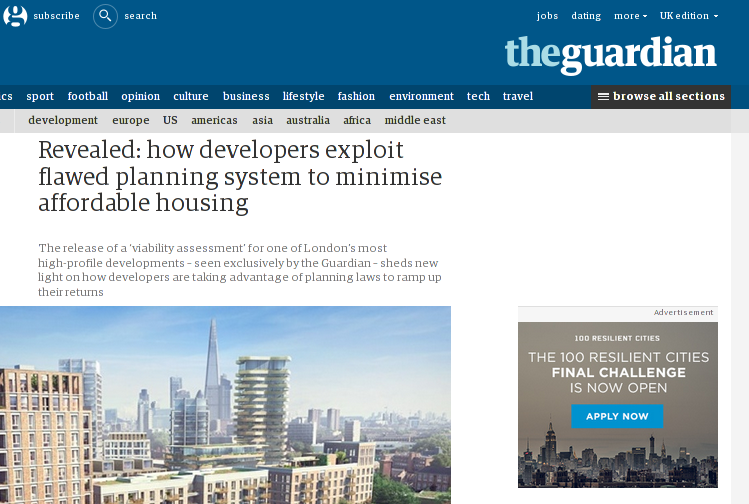 subscribe search jobs dating more UK edition
theguardian
cs sport football opinion culture business lifestyle fashion environment tech travel browse all sections
development europe US americas asia australia africa middle east
Revealed: how developers exploit
flawed planning system to minimise
affordable housing
The release of a 'viability assessment' for one of London's most
high-profile developments – seen exclusively by the Guardian – sheds new
light on how developers are taking advantage of planning laws to ramp up
their returns
Advertisement
100 RESILIENT CITIES
THE 100 RESILIENT CITIES
FINAL CHALLENGE
IS NOW OPEN
APPLY NOW